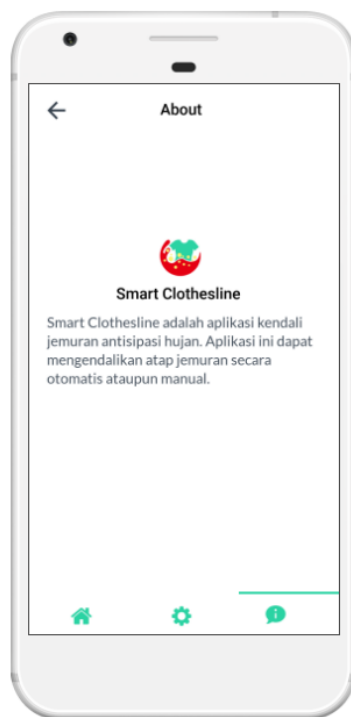 About
Smart Clothesline
Smart Clothesline adalah aplikasi kendali
jemuran antisipasi hujan. Aplikasi ini dapat
mengendalikan atap jemuran secara
otomatis ataupun manual.